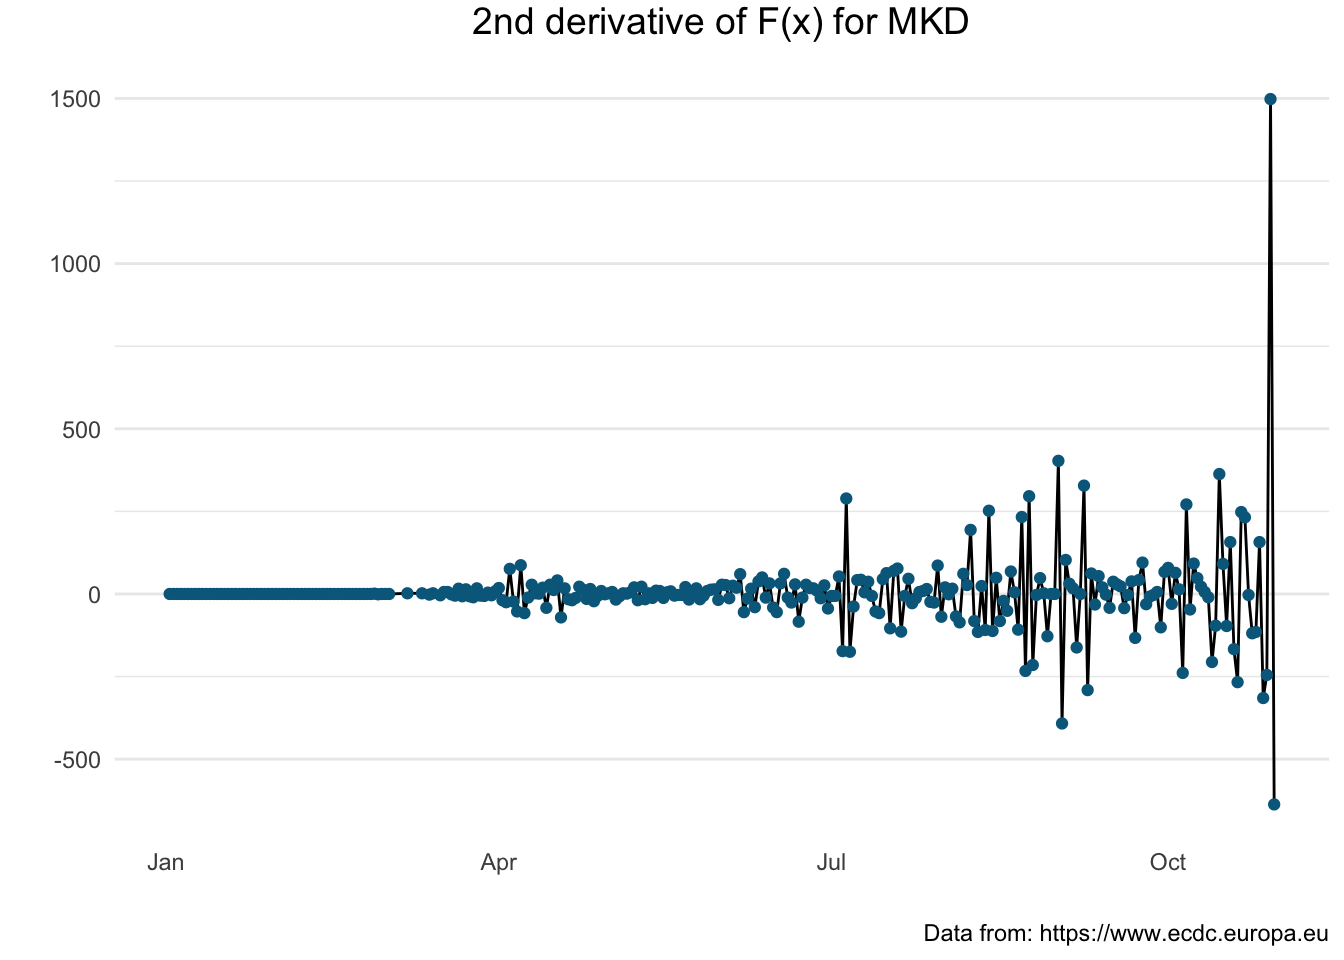 2nd derivative of F(x) for MKD
1500
1000
500
0
-500
Jan Apr Jul Oct
Data from: https://www.ecdc.europa.eu